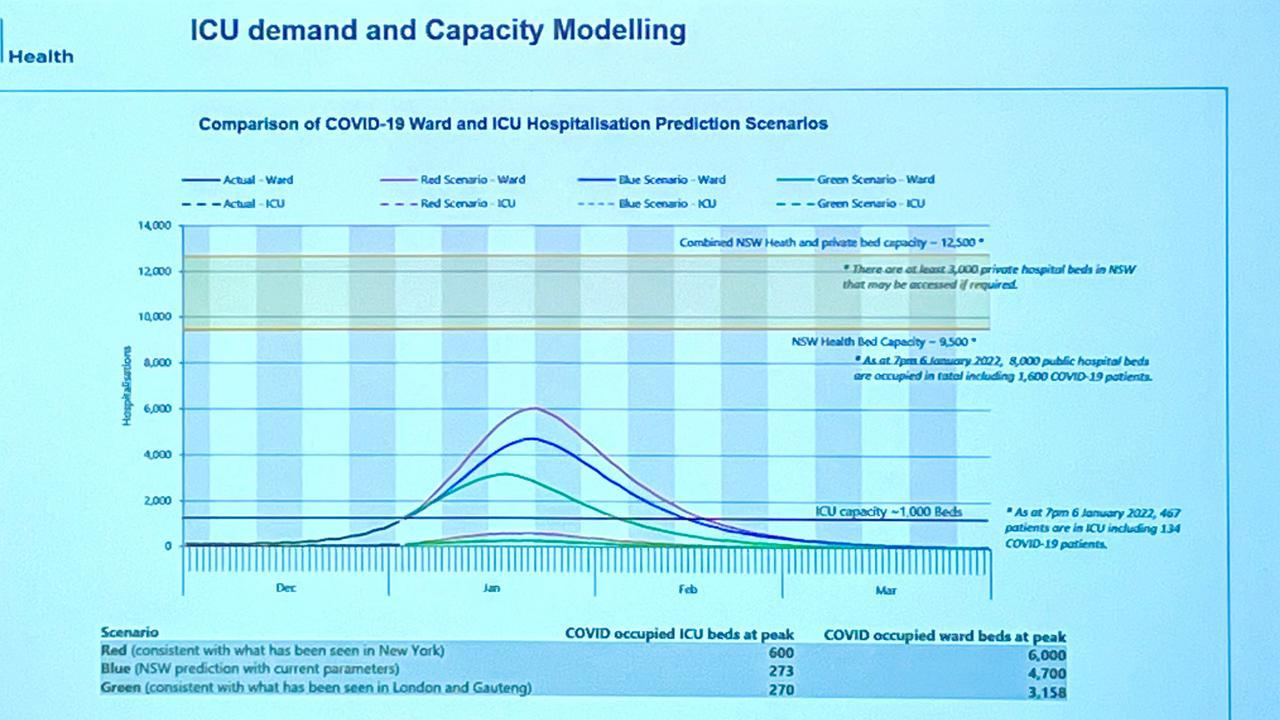 ICU demand and Capacity Modelling
Health
Comparison of COVID-19 Ward and ICU Hospitalisation Prediction Scenarios
Actual - Ward
Red Scenario - Ward
Blue Scenario - Ward
Green Scenario - Ward
Actual - ICU
Red Scenario - ICU
Blue Scenario - ICU
Green Scenario - ICU
14,000
12,000
10,000
8,000
6,000
4,000
2,000
0
Hospitalisations
Combined NSW Heath and private bed capacity ~ 12,500 *
* There are at least 3,000 private hospital beds in NSW
that may be accessed if required.
NSW Health Bed Capacity ~ 9,500 *
* As at 7pm 6 January 2022, 8,000 public hospital beds
are occupied in total including 1,600 COVID-19 patients.
ICU capacity ~1,000 Beds
* As at 7pm 6 January 2022, 467
patients are in ICU including 134
COVID-19 patients.
Dec
Jan
Feb
Mar
Scenario COVID occupied ICU beds at peak COVID occupied ward beds at peak
Red (consistent with what has been seen in New York) 600 6,000
Blue (NSW prediction with current parameters) 273 4,700
Green (consistent with what has been seen in London and Gauteng) 270 3,158